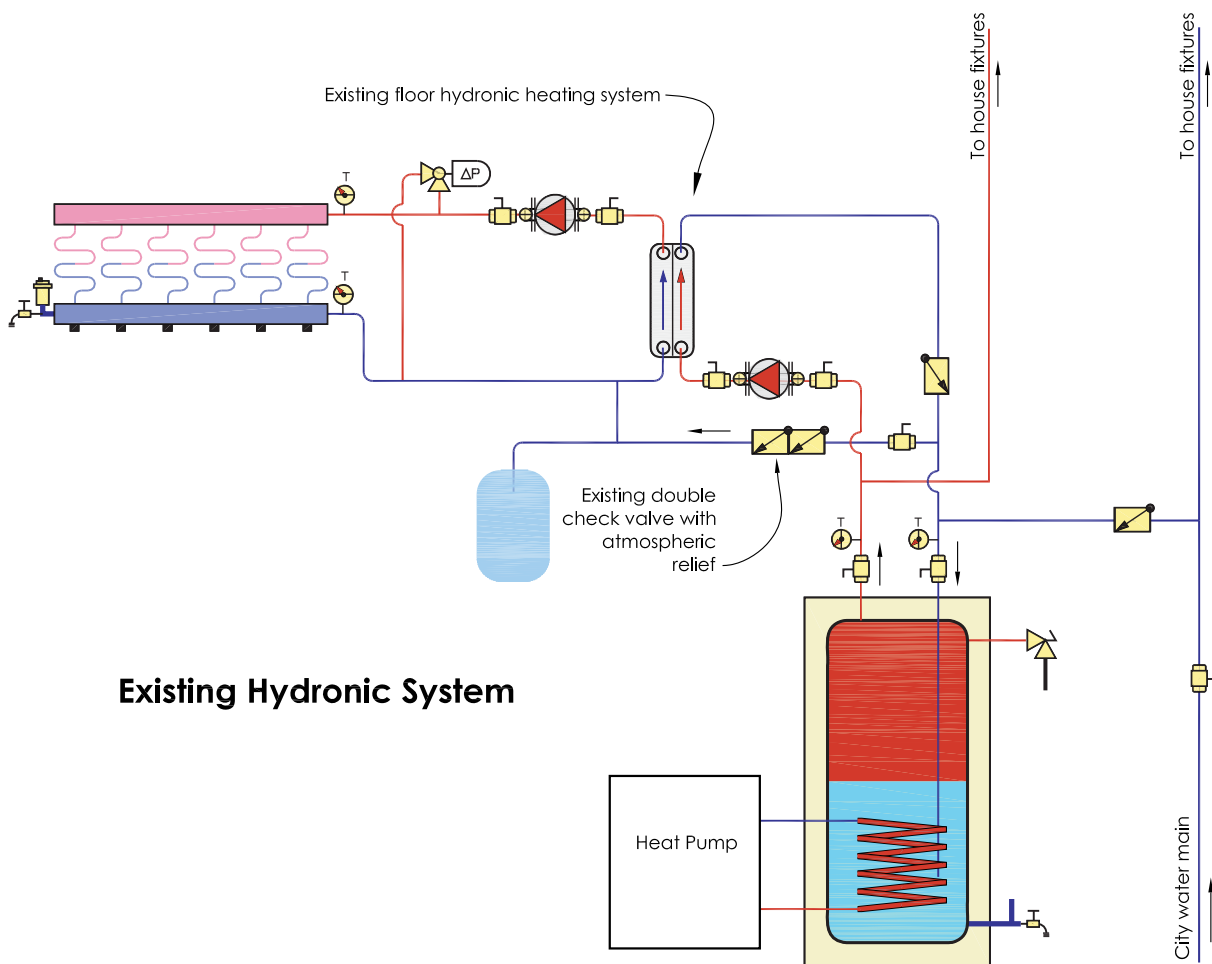 To house fixtures
To house fixtures
Existing floor hydronic heating system
T
ΔP
T
Existing double
check valve with
atmospheric
relief
T
T
Existing Hydronic System
Heat Pump
City water main